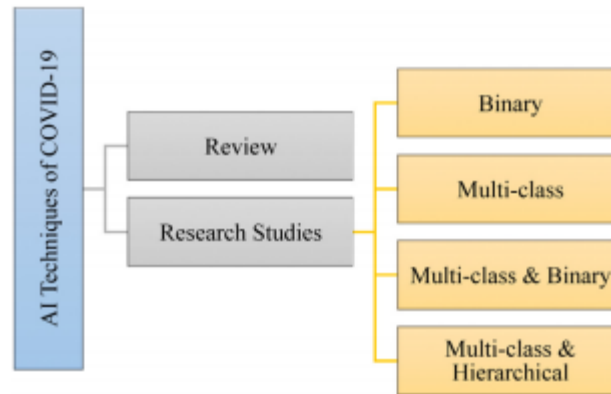 AI Techniques of COVID-19
Review
Research Studies
Binary
Multi-class
Multi-class & Binary
Multi-class &
Hierarchical